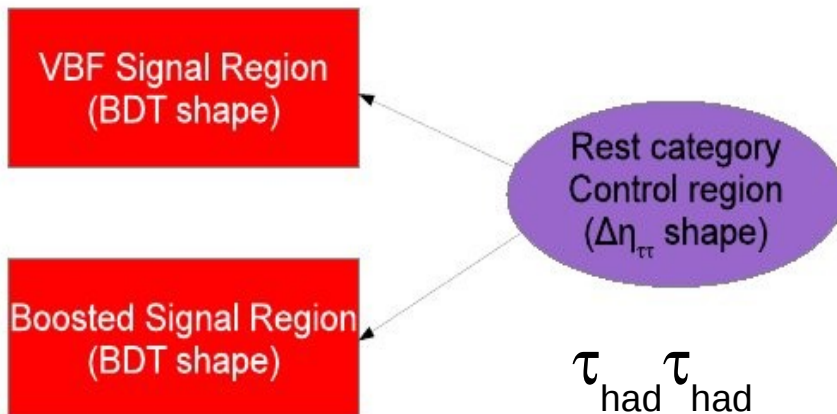 VBF Signal Region
(BDT shape)
Rest category
Control region
(Δη_ττ shape)
Boosted Signal Region
(BDT shape)
τ_had τ_had